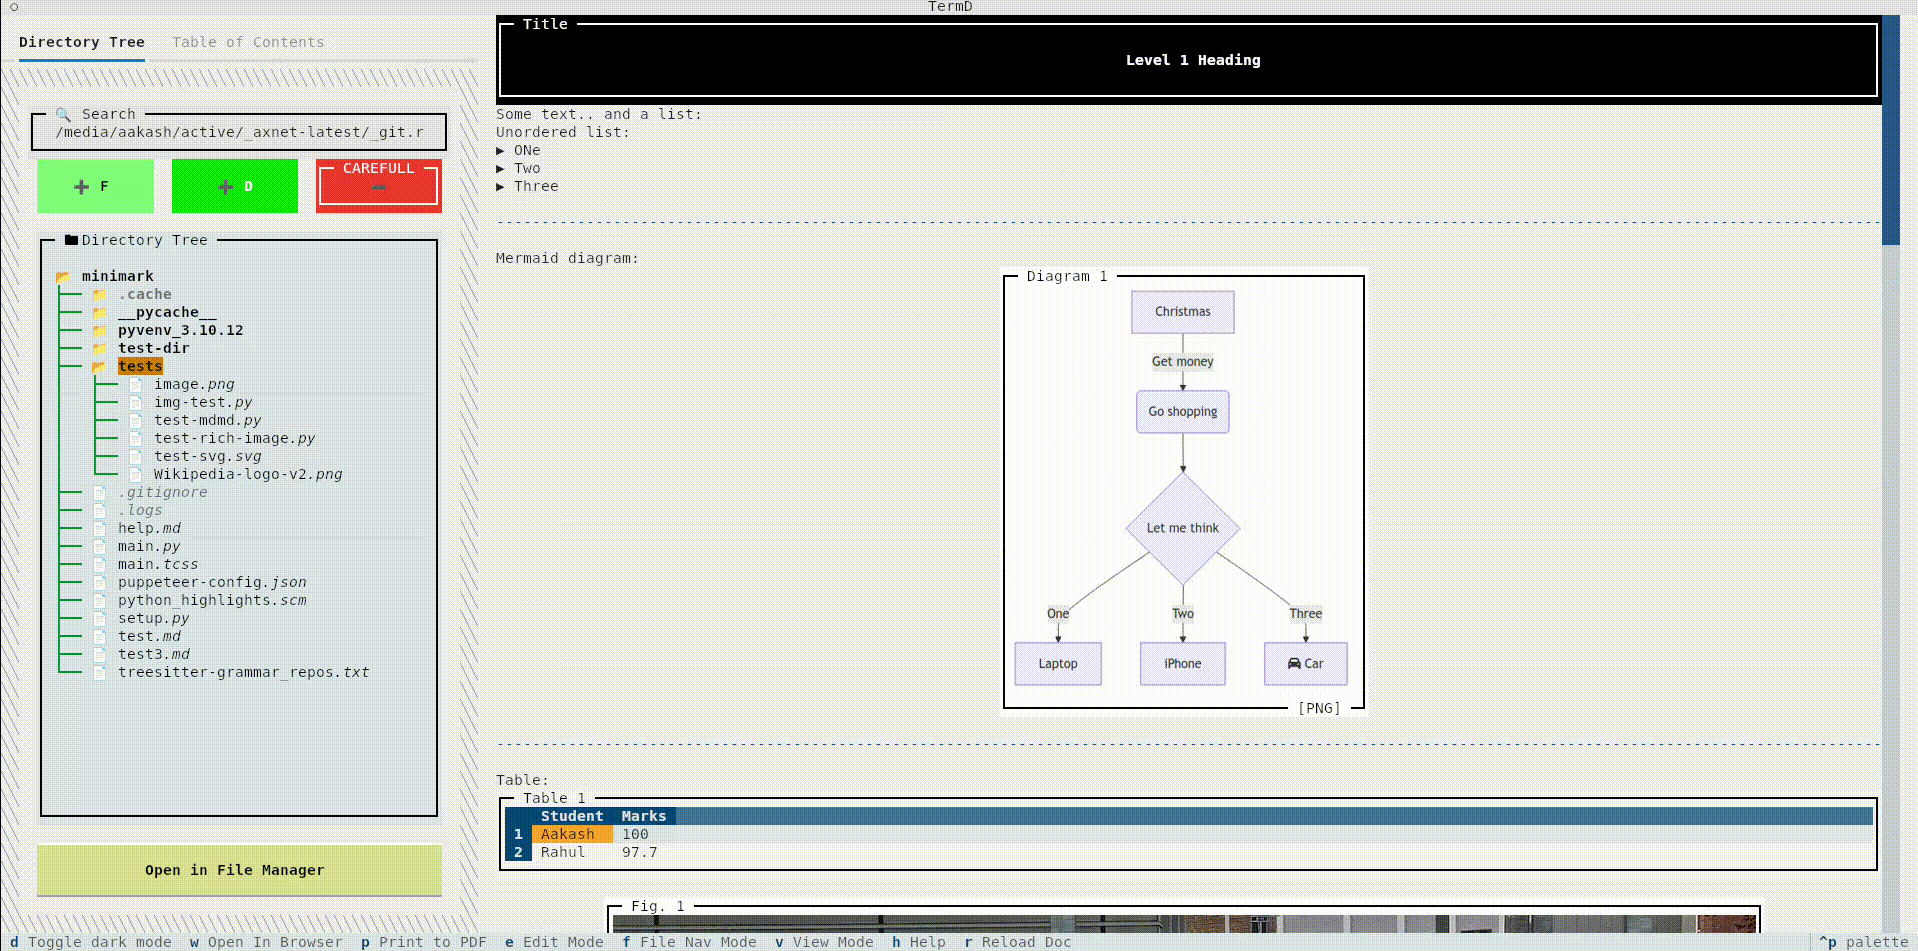 TermD
Directory Tree Table of Contents
Search
/media/aakash/active/_axnet-latest/_git.r
F
D
CAREFULL
Directory Tree
minimark
.cache
__pycache__
pyvenv_3.10.12
test-dir
tests
image.png
img-test.py
test-mdmd.py
test-rich-image.py
test-svg.svg
Wikipedia-logo-v2.png
.gitignore
.logs
help.md
main.py
main.tcss
puppeteer-config.json
python_highlights.scm
setup.py
test.md
test3.md
treesitter-grammar_repos.txt
Open in File Manager
Title
Level 1 Heading
Some text.. and a list:
Unordered list:
▶ ONe
▶ Two
▶ Three
Mermaid diagram:
Diagram 1
Christmas
Get money
Go shopping
Let me think
One Two Three
Laptop iPhone Car
[PNG]
Table:
Table 1
Student Marks
1 Aakash 100
2 Rahul 97.7
Fig. 1
d Toggle dark mode w Open In Browser p Print to PDF e Edit Mode f File Nav Mode v View Mode h Help r Reload Doc ^p palette